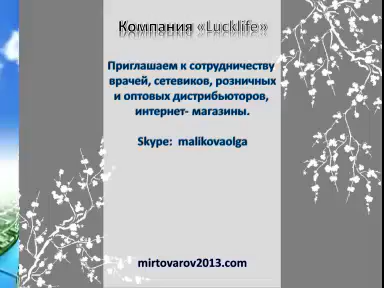 Компания «Lucklife»
Приглашаем к сотрудничеству
врачей, сетевиков, розничных
и оптовых дистрибьюторов,
интернет- магазины.
Skype: malikovaolga
mirtovarov2013.com